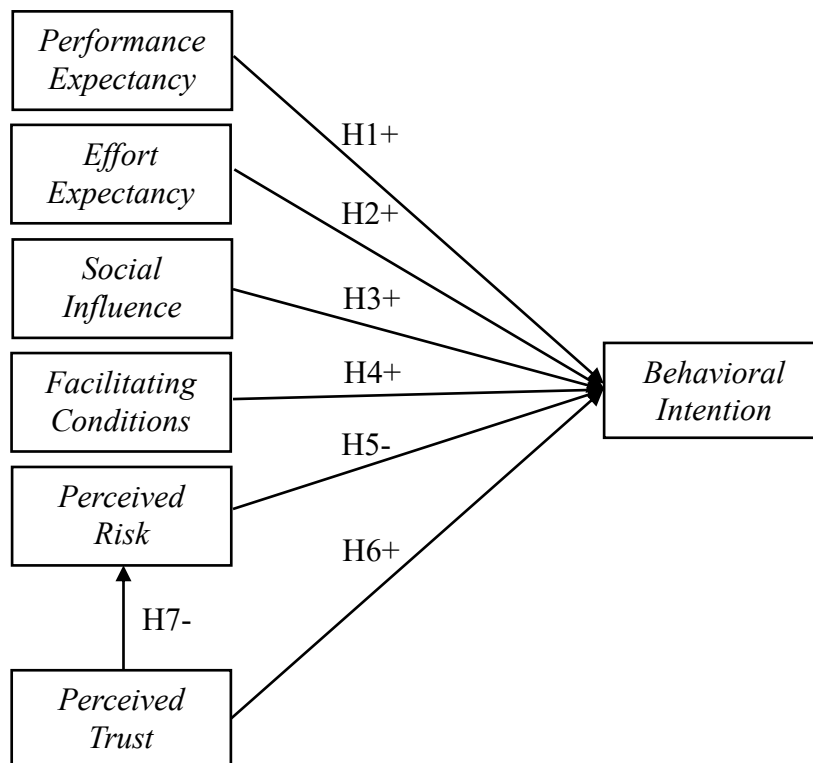 Performance
Expectancy
H1+
Effort
Expectancy
H2+
Social
Influence
H3+
Facilitating
Conditions
H4+
Behavioral
Intention
Perceived
Risk
H5-
H6+
H7-
Perceived
Trust